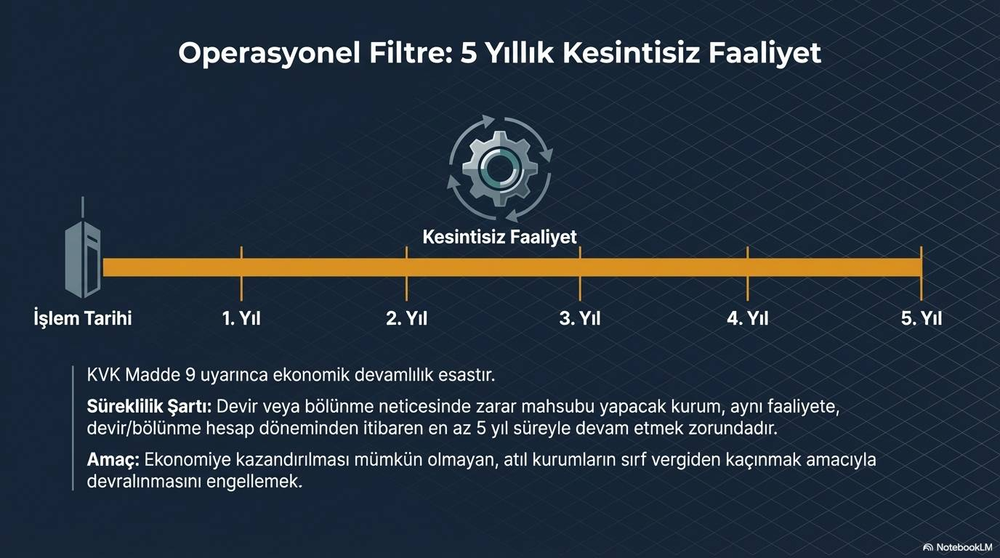 Operasyonel Filtre: 5 Yıllık Kesintisiz Faaliyet
Kesintisiz Faaliyet
İşlem Tarihi
1. Yıl
2. Yıl
3. Yıl
4. Yıl
5. Yıl
KVK Madde 9 uyarınca ekonomik devamlılık esastır.
Süreklilik Şartı: Devir veya bölünme neticesinde zarar mahsubu yapacak kurum, aynı faaliyete,
devir/bölünme hesap döneminden itibaren en az 5 yıl süreyle devam etmek zorundadır.
Amaç: Ekonomiye kazandırılması mümkün olmayan, atıl kurumların sırf vergiden kaçınmak amacıyla
devralınmasını engellemek.
NotebookLM